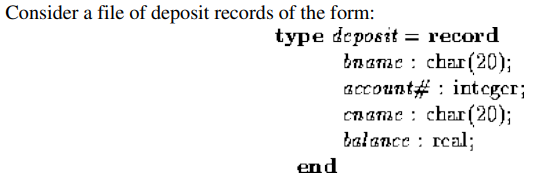 Consider a file of deposit records of the form:
type deposit = record
bname : char(20);
account# : integer;
cname : char(20);
balance : real;
end